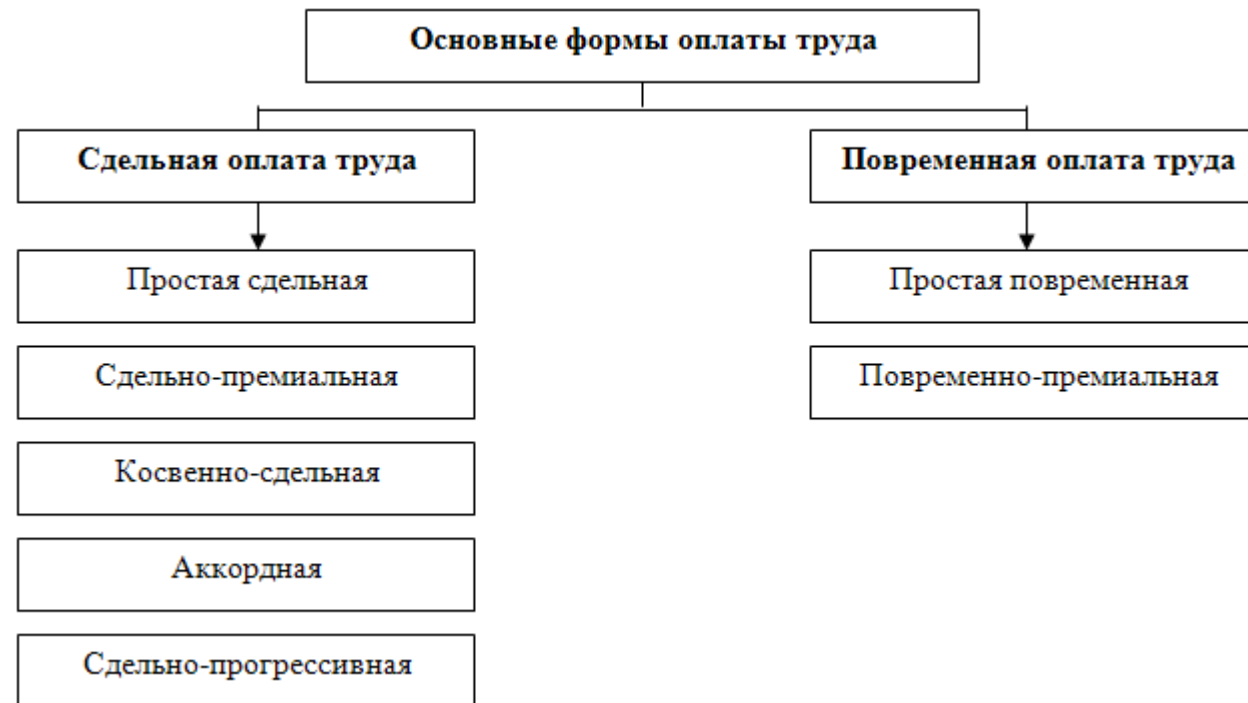 Основные формы оплаты труда
Сдельная оплата труда
Повременная оплата труда
Простая сдельная
Простая повременная
Сдельно-премиальная
Повременно-премиальная
Косвенно-сдельная
Аккордная
Сдельно-прогрессивная